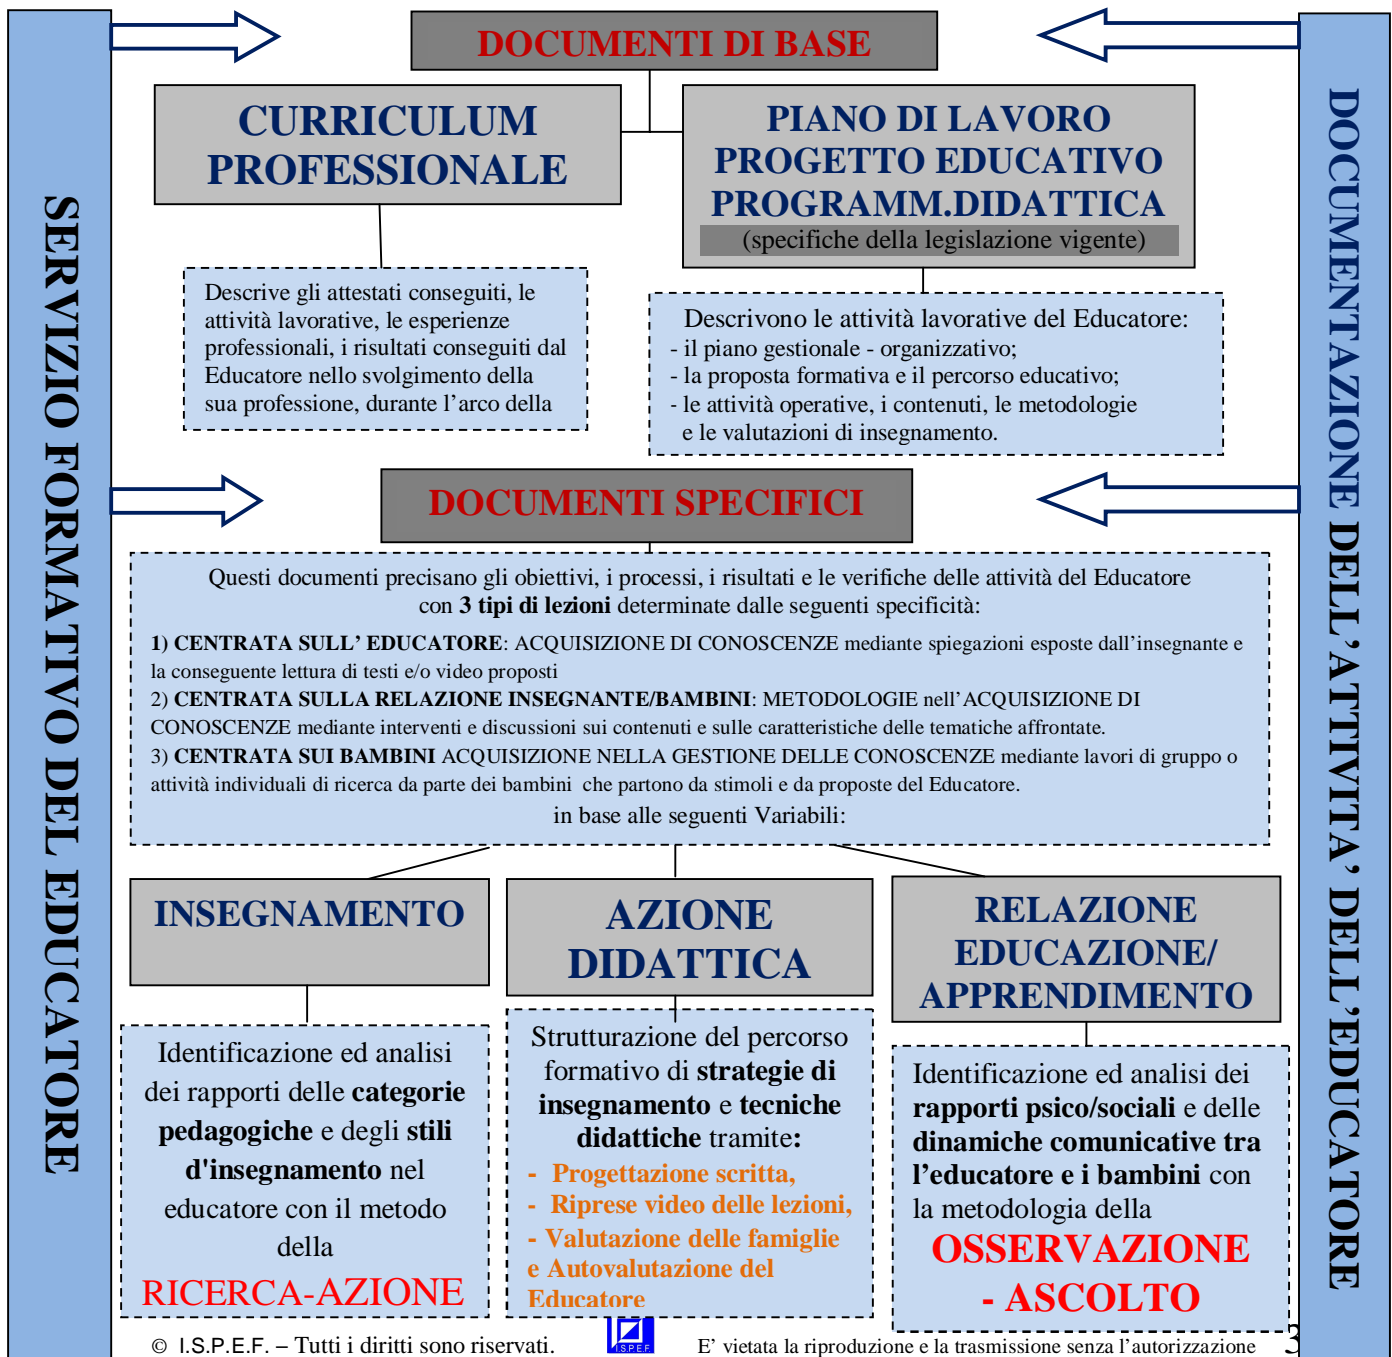 SERVIZIO FORMATIVO DEL EDUCATORE
DOCUMENTI DI BASE
CURRICULUM
PROFESSIONALE
PIANO DI LAVORO
PROGETTO EDUCATIVO
PROGRAMM.DIDATTICA
(specifiche della legislazione vigente)
Descrive gli attestati conseguiti, le
attività lavorative, le esperienze
professionali, i risultati conseguiti dal
Educatore nello svolgimento della
sua professione, durante l’arco della
Descrivono le attività lavorative del Educatore:
- il piano gestionale - organizzativo;
- la proposta formativa e il percorso educativo;
- le attività operative, i contenuti, le metodologie
e le valutazioni di insegnamento.
DOCUMENTI SPECIFICI
Questi documenti precisano gli obiettivi, i processi, i risultati e le verifiche delle attività del Educatore
con 3 tipi di lezioni determinate dalle seguenti specificità:
1) CENTRATA SULL’ EDUCATORE: ACQUISIZIONE DI CONOSCENZE mediante spiegazioni esposte dall’insegnante e
la conseguente lettura di testi e/o video proposti
2) CENTRATA SULLA RELAZIONE INSEGNANTE/BAMBINI: METODOLOGIE nell’ACQUISIZIONE DI
CONOSCENZE mediante interventi e discussioni sui contenuti e sulle caratteristiche delle tematiche affrontate.
3) CENTRATA SUI BAMBINI ACQUISIZIONE NELLA GESTIONE DELLE CONOSCENZE mediante lavori di gruppo o
attività individuali di ricerca da parte dei bambini che partono da stimoli e da proposte del Educatore.
in base alle seguenti Variabili:
INSEGNAMENTO
AZIONE
DIDATTICA
RELAZIONE
EDUCAZIONE/
APPRENDIMENTO
Identificazione ed analisi
dei rapporti delle categorie
pedagogiche e degli stili
d'insegnamento nel
educatore con il metodo
della
RICERCA-AZIONE
Strutturazione del percorso
formativo di strategie di
insegnamento e tecniche
didattiche tramite:
- Progettazione scritta,
- Riprese video delle lezioni,
- Valutazione delle famiglie
e Autovalutazione del
Educatore
Identificazione ed analisi dei
rapporti psico/sociali e delle
dinamiche comunicative tra
l’educatore e i bambini con
la metodologia della
OSSERVAZIONE
- ASCOLTO
DOCUMENTAZIONE DELL’ATTIVITA’ DELL’EDUCATORE
© I.S.P.E.F. – Tutti i diritti sono riservati.
I.S.P.E.F.
E’ vietata la riproduzione e la trasmissione senza l’autorizzazione
3